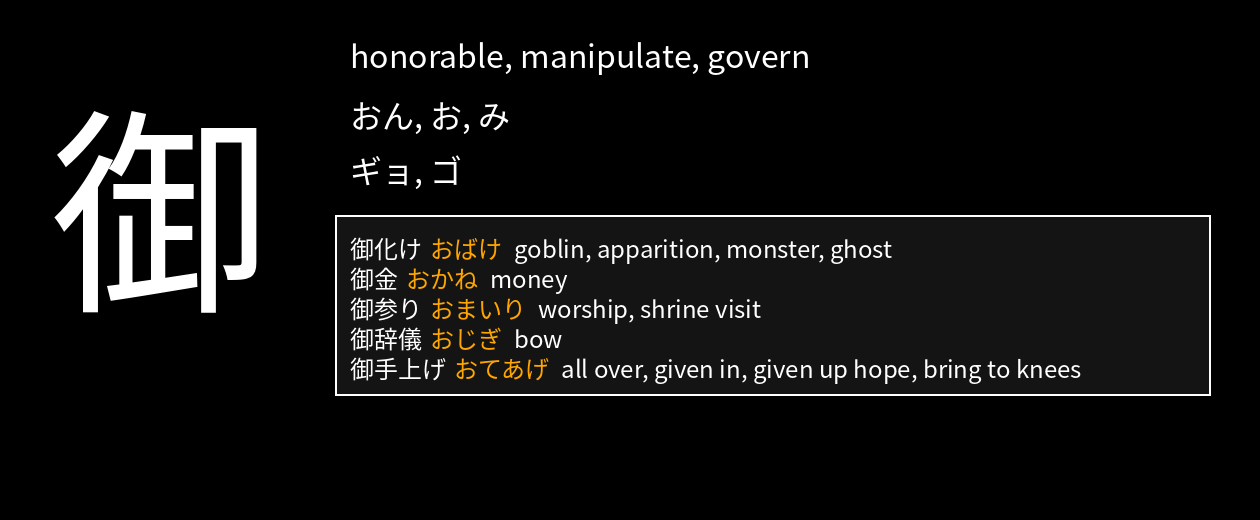 御
honorable, manipulate, govern
おん, お, み
ギョ, ゴ
御化け おばけ goblin, apparition, monster, ghost
御金 おかね money
御参り おまいり worship, shrine visit
御辞儀 おじぎ bow
御手上げ おてあげ all over, given in, given up hope, bring to knees